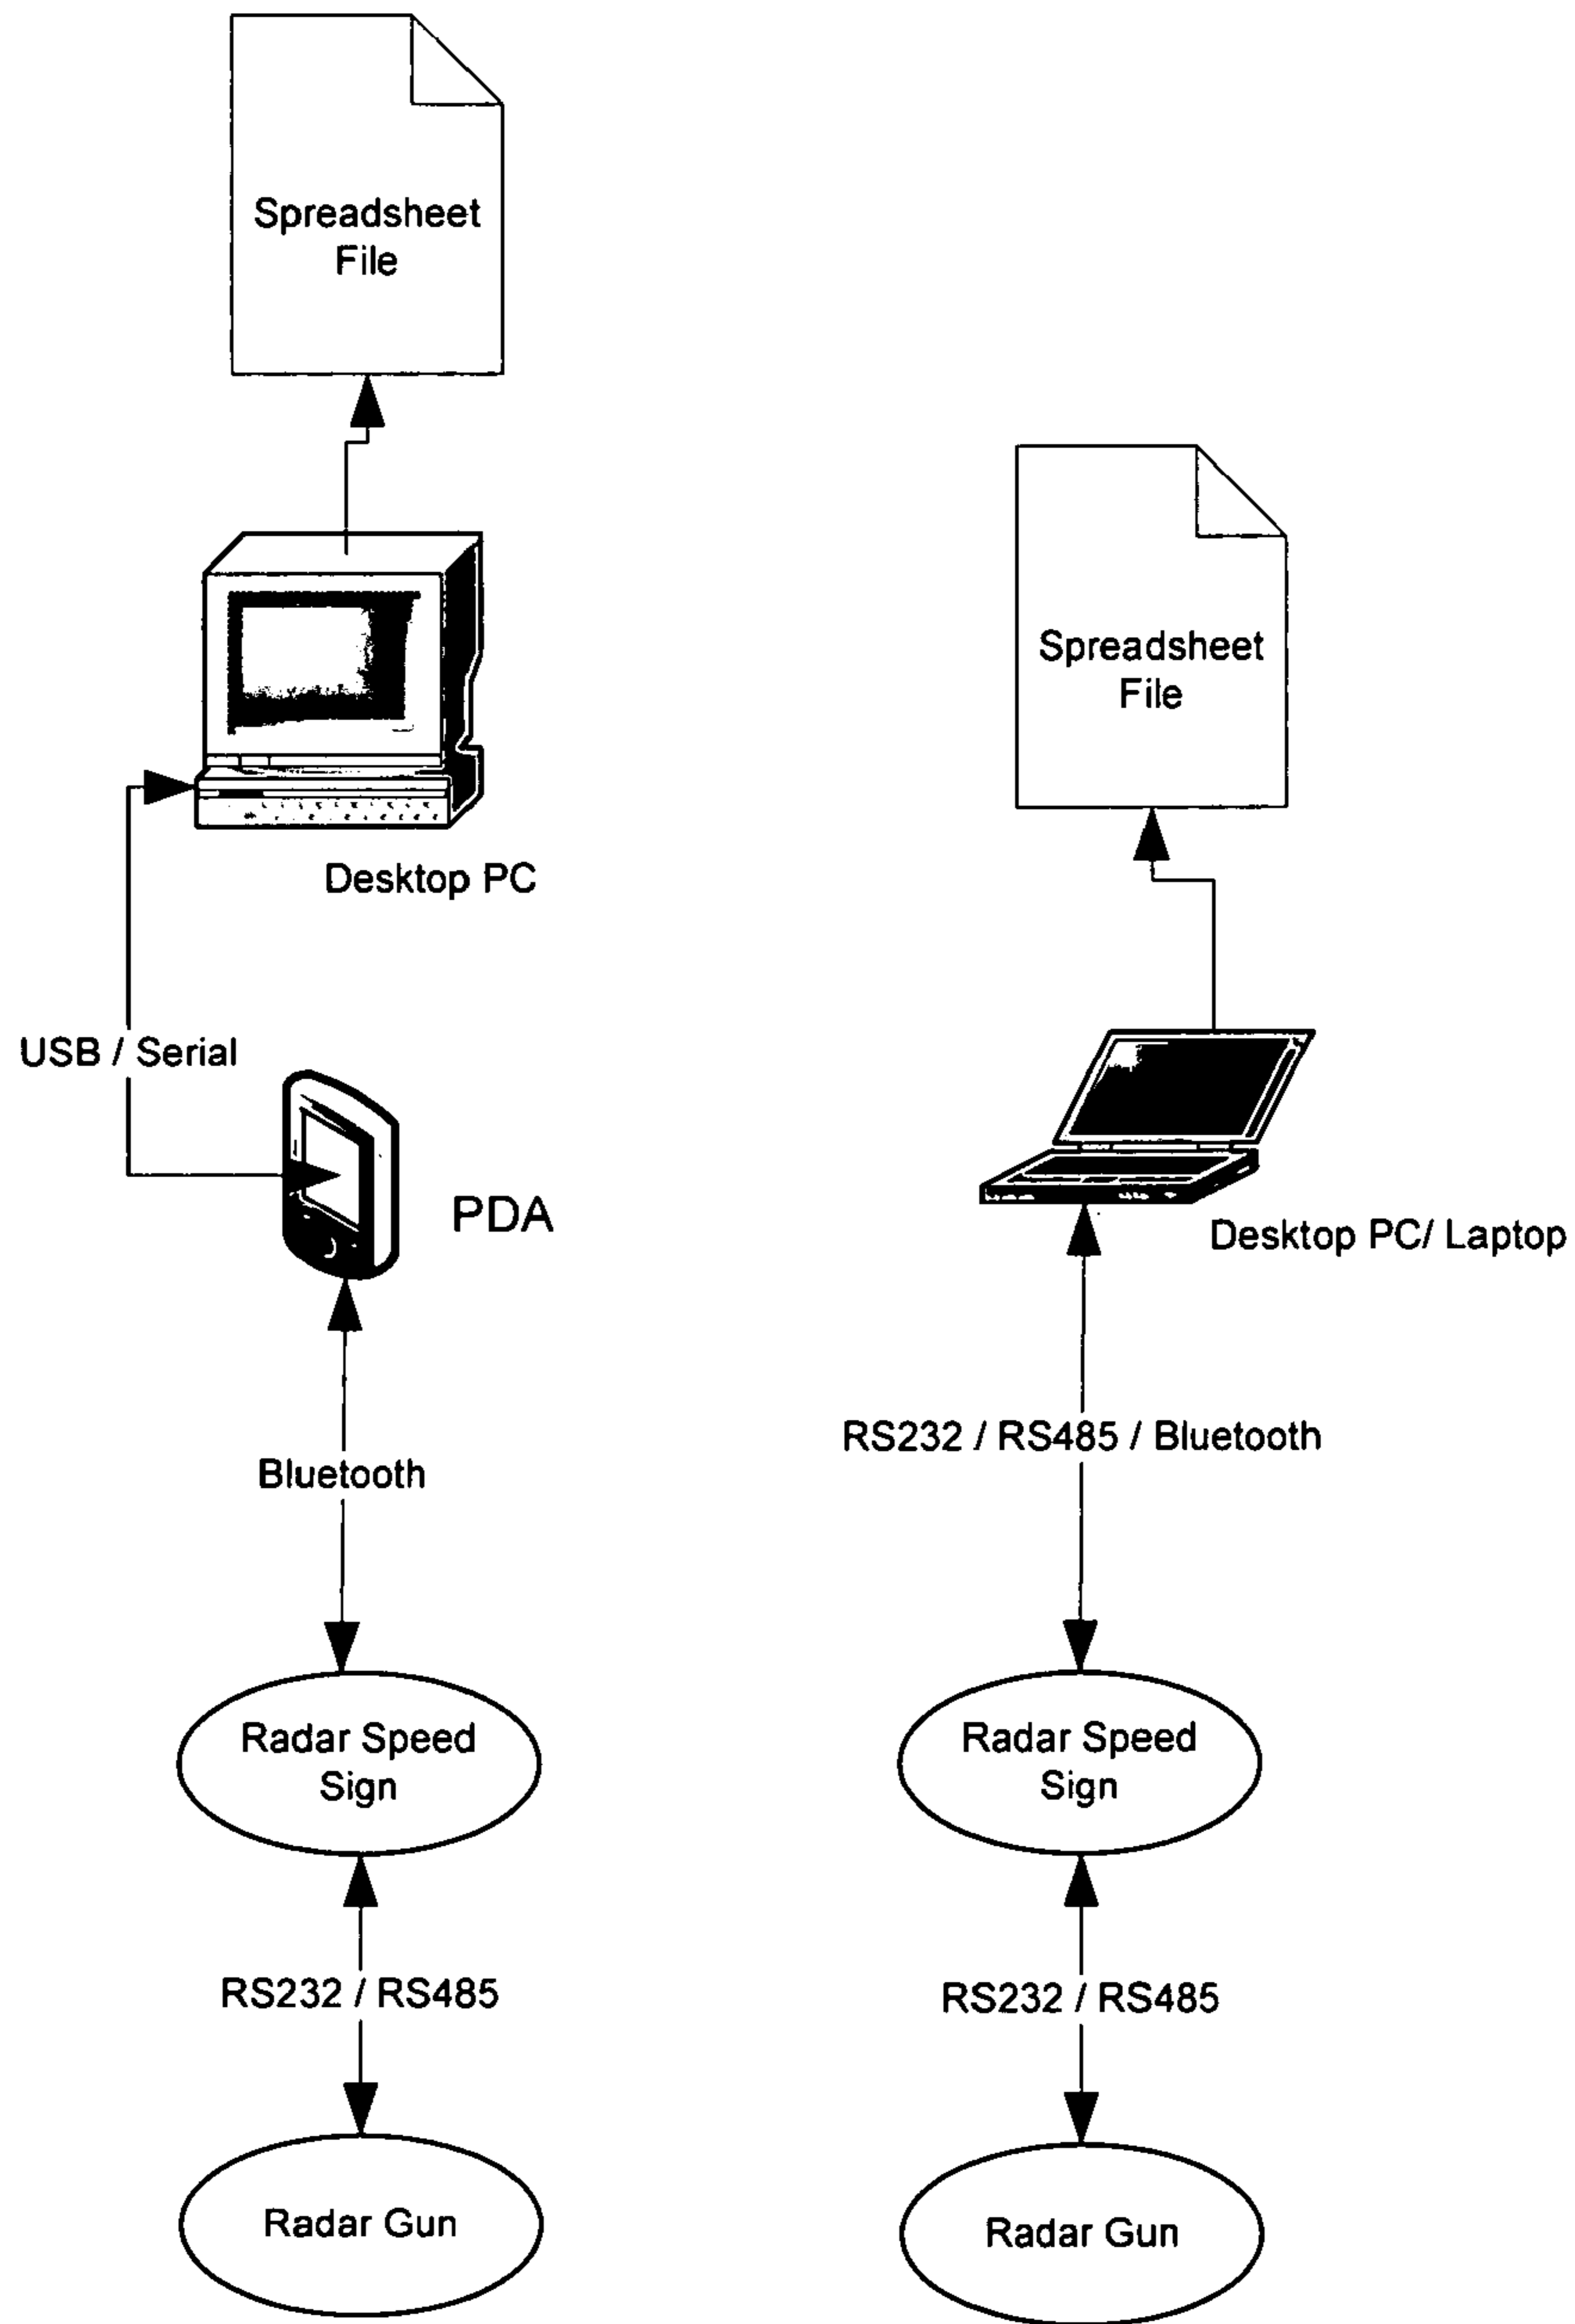 Spreadsheet
File
Desktop PC
USB / Serial
PDA
Bluetooth
Radar Speed
Sign
RS232 / RS485
Radar Gun
Spreadsheet
File
Desktop PC/ Laptop
RS232 / RS485 / Bluetooth
Radar Speed
Sign
RS232 / RS485
Radar Gun